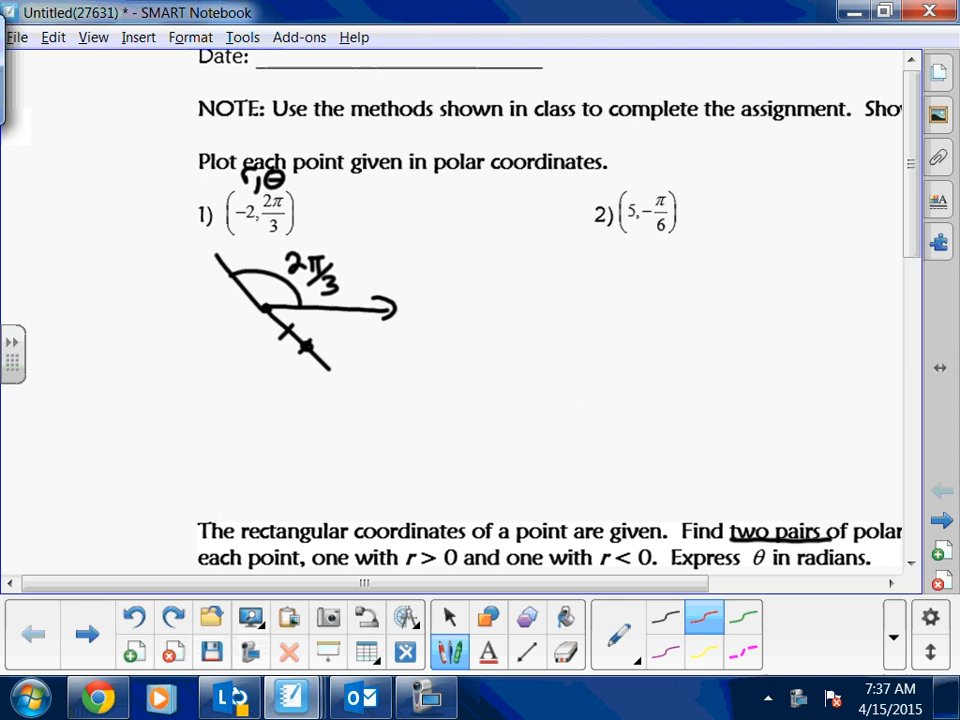 Untitled(27631) * - SMART Notebook
File Edit View Insert Format Tools Add-ons Help
Date:
NOTE: Use the methods shown in class to complete the assignment. Sho
Plot each point given in polar coordinates.
r,θ
1) (-2, 2π/3) 2) (5, -π/6)
2π/3
The rectangular coordinates of a point are given. Find two pairs of polar
each point, one with r > 0 and one with r < 0. Express θ in radians.
7:37 AM
4/15/2015